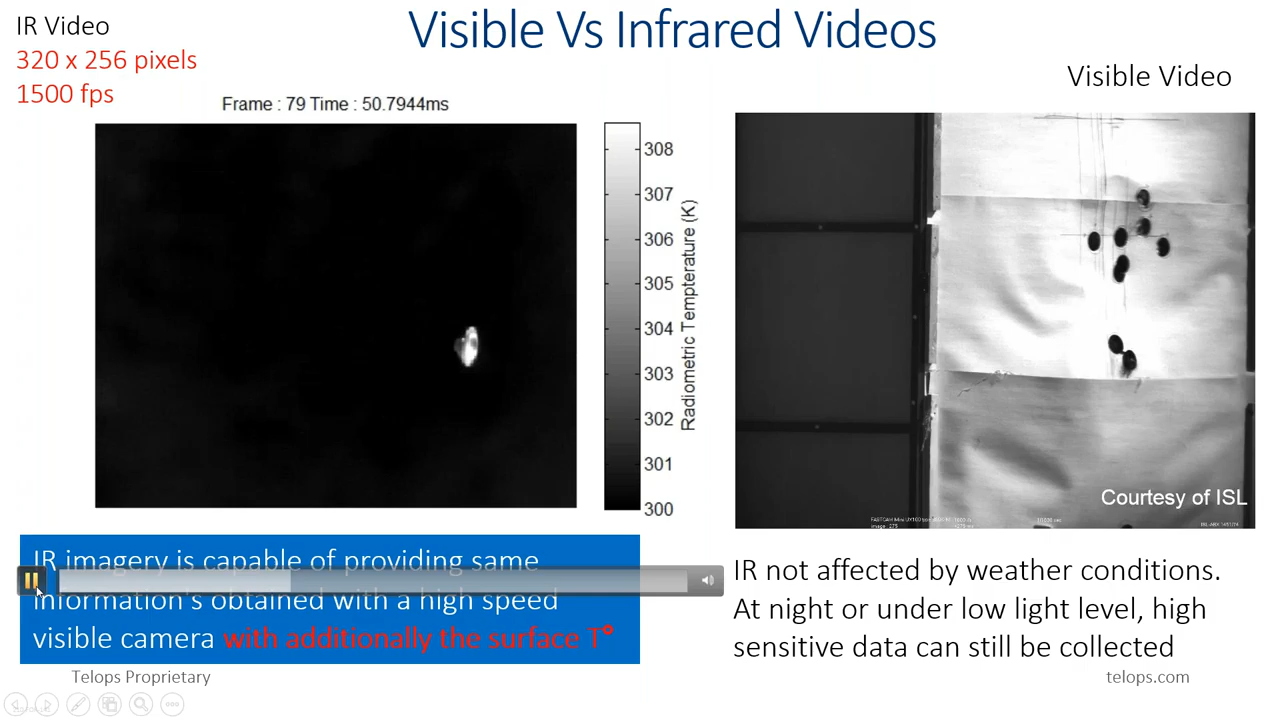 IR Video
320 x 256 pixels
1500 fps
Visible Vs Infrared Videos
Visible Video
Frame : 79 Time : 50.7944ms
308
307
306
305
304
303
302
301
300
Radiometric Tempterature (K)
Courtesy of ISL
IR imagery is capable of providing same
information's obtained with a high speed
visible camera with additionally the surface T°
IR not affected by weather conditions.
At night or under low light level, high
sensitive data can still be collected
Telops Proprietary
telops.com